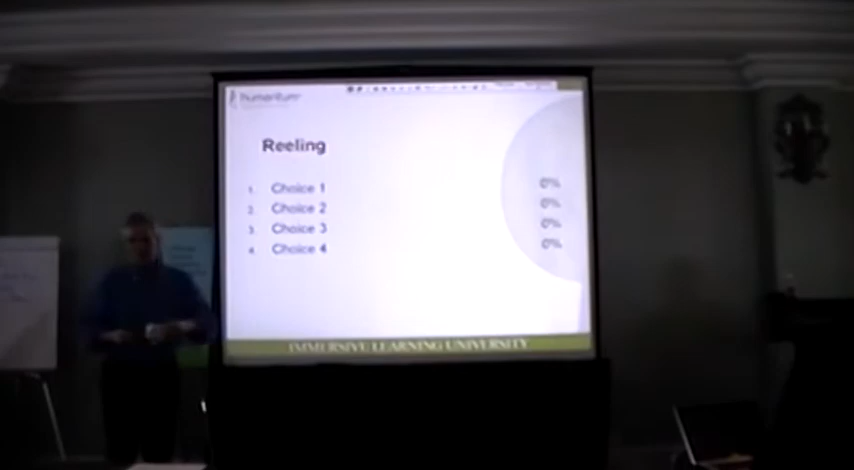 humentum
Reeling
1. Choice 1 0%
2. Choice 2 0%
3. Choice 3 0%
4. Choice 4 0%
IMMERSIVE LEARNING UNIVERSITY